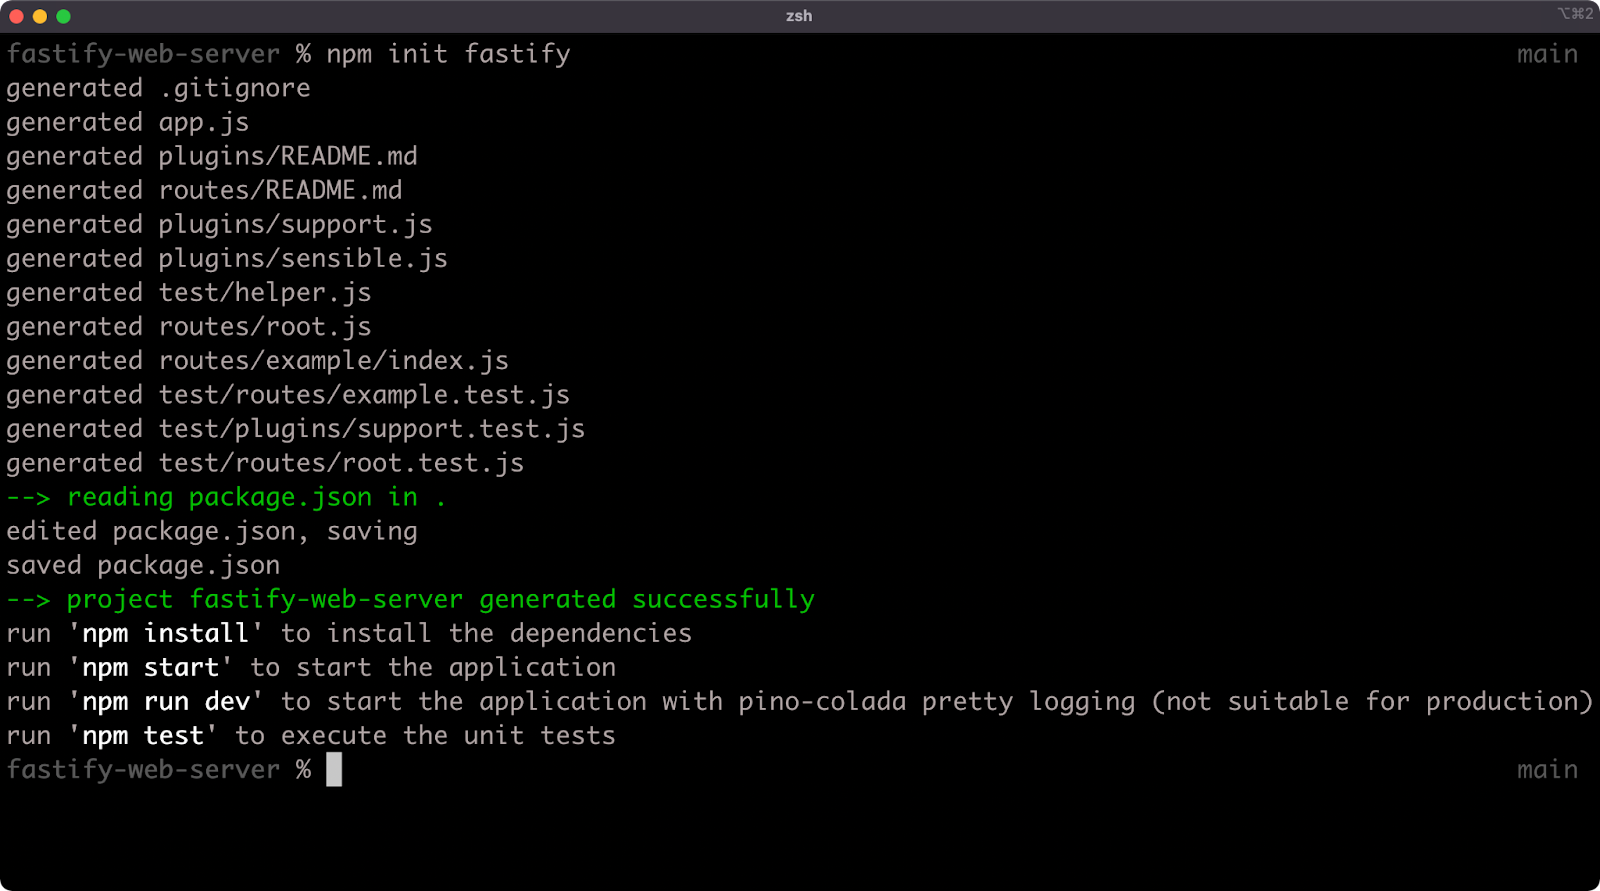 zsh
⌥⌘2
fastify-web-server % npm init fastify main
generated .gitignore
generated app.js
generated plugins/README.md
generated routes/README.md
generated plugins/support.js
generated plugins/sensible.js
generated test/helper.js
generated routes/root.js
generated routes/example/index.js
generated test/routes/example.test.js
generated test/plugins/support.test.js
generated test/routes/root.test.js
--> reading package.json in .
edited package.json, saving
saved package.json
--> project fastify-web-server generated successfully
run 'npm install' to install the dependencies
run 'npm start' to start the application
run 'npm run dev' to start the application with pino-colada pretty logging (not suitable for production)
run 'npm test' to execute the unit tests
fastify-web-server % main